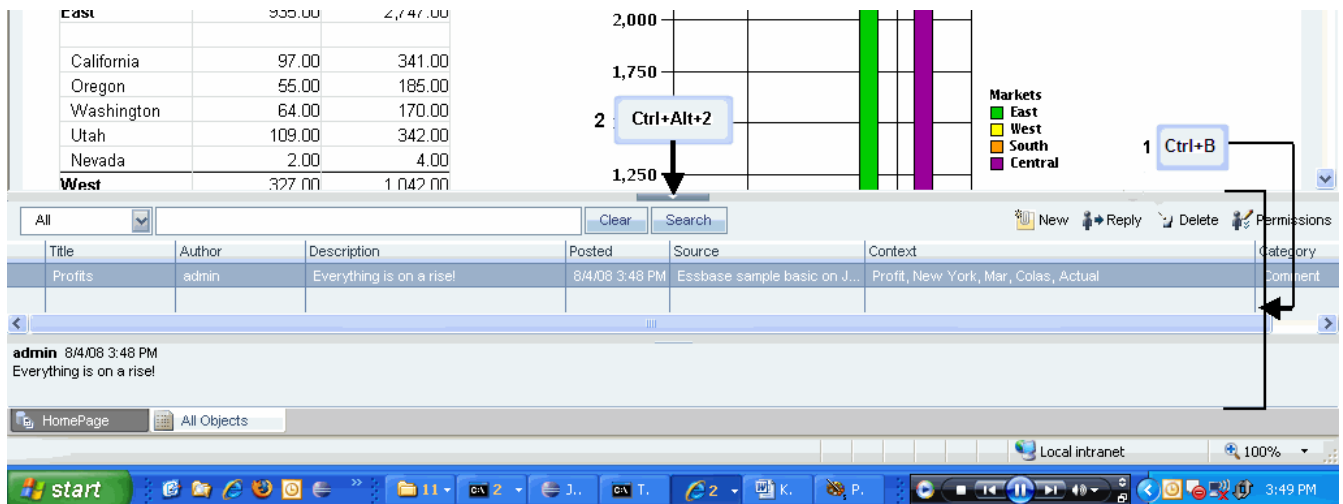 East 935.00 2,747.00
California 97.00 341.00
Oregon 55.00 185.00
Washington 64.00 170.00
Utah 109.00 342.00
Nevada 2.00 4.00
West 327.00 1,042.00
2,000
1,750
1,250
2 Ctrl+Alt+2
Markets
East
West
South
Central
1 Ctrl+B
All Clear Search New Reply Delete Permissions
Title Author Description Posted Source Context Category
Profits admin Everything is on a rise! 8/4/08 3:48 PM Essbase sample basic on J... Profit, New York, Mar, Colas, Actual Comment
admin 8/4/08 3:48 PM
Everything is on a rise!
HomePage All Objects
Local intranet 100%
start 11 2 J.. T. 2 K. P. 3:49 PM